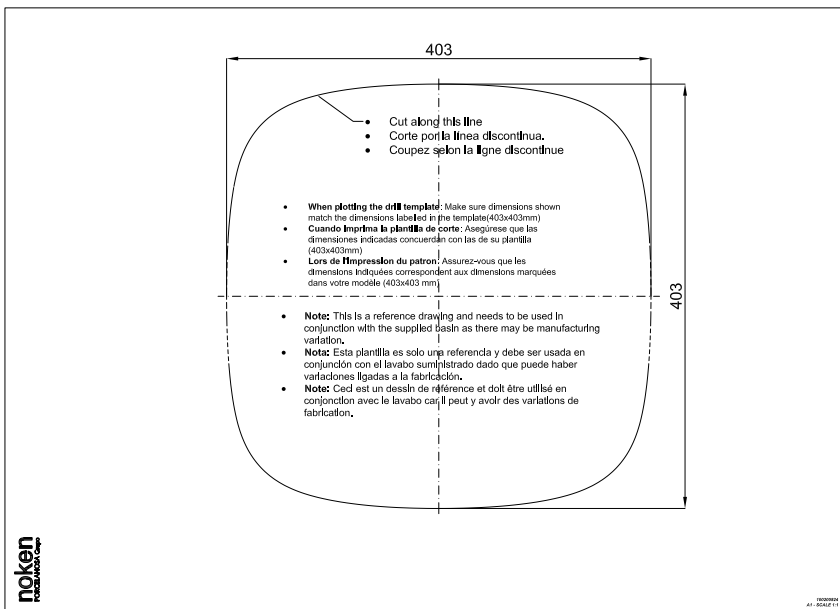 403
• Cut along this line
• Corte por la línea discontinua.
• Coupez selon la ligne discontinue
• When plotting the drill template: Make sure dimensions shown
match the dimensions labelled in the template(403x403mm)
• Cuando imprima la plantilla de corte: Asegúrese que las
dimensiones indicadas concuerdan con las de su plantilla
(403x403mm)
• Lors de l'impression du patron: Assurez-vous que les
dimensions indiquées correspondent aux dimensions marquées
dans votre modèle (403x403 mm)
403
• Note: This is a reference drawing and needs to be used in
conjunction with the supplied basin as there may be manufacturing
variation.
• Nota: Esta plantilla es solo una referencia y debe ser usada en
conjunción con el lavabo suministrado dado que puede haber
variaciones ligadas a la fabricación.
• Note: Ceci est un dessin de référence et doit être utilisé en
conjonction avec le lavabo car il peut y avoir des variations de
fabrication.
noken
PORCELANOSA Grupo
A1 - SCALE 1:1